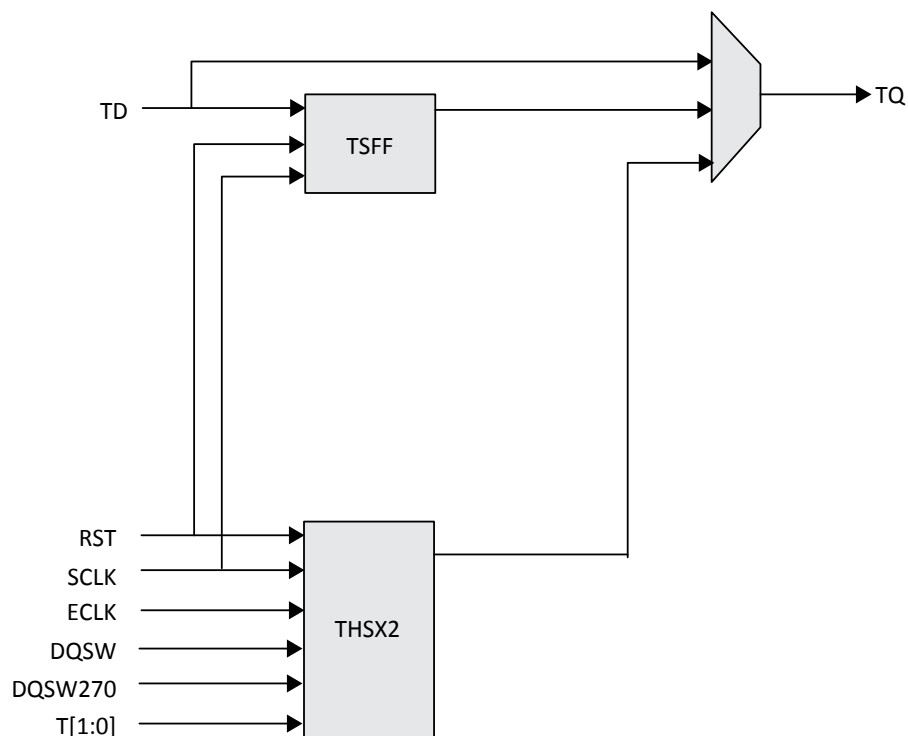 TD
TSFF
TQ
RST
SCLK
ECLK
DQSW
DQSW270
T[1:0]
THSX2